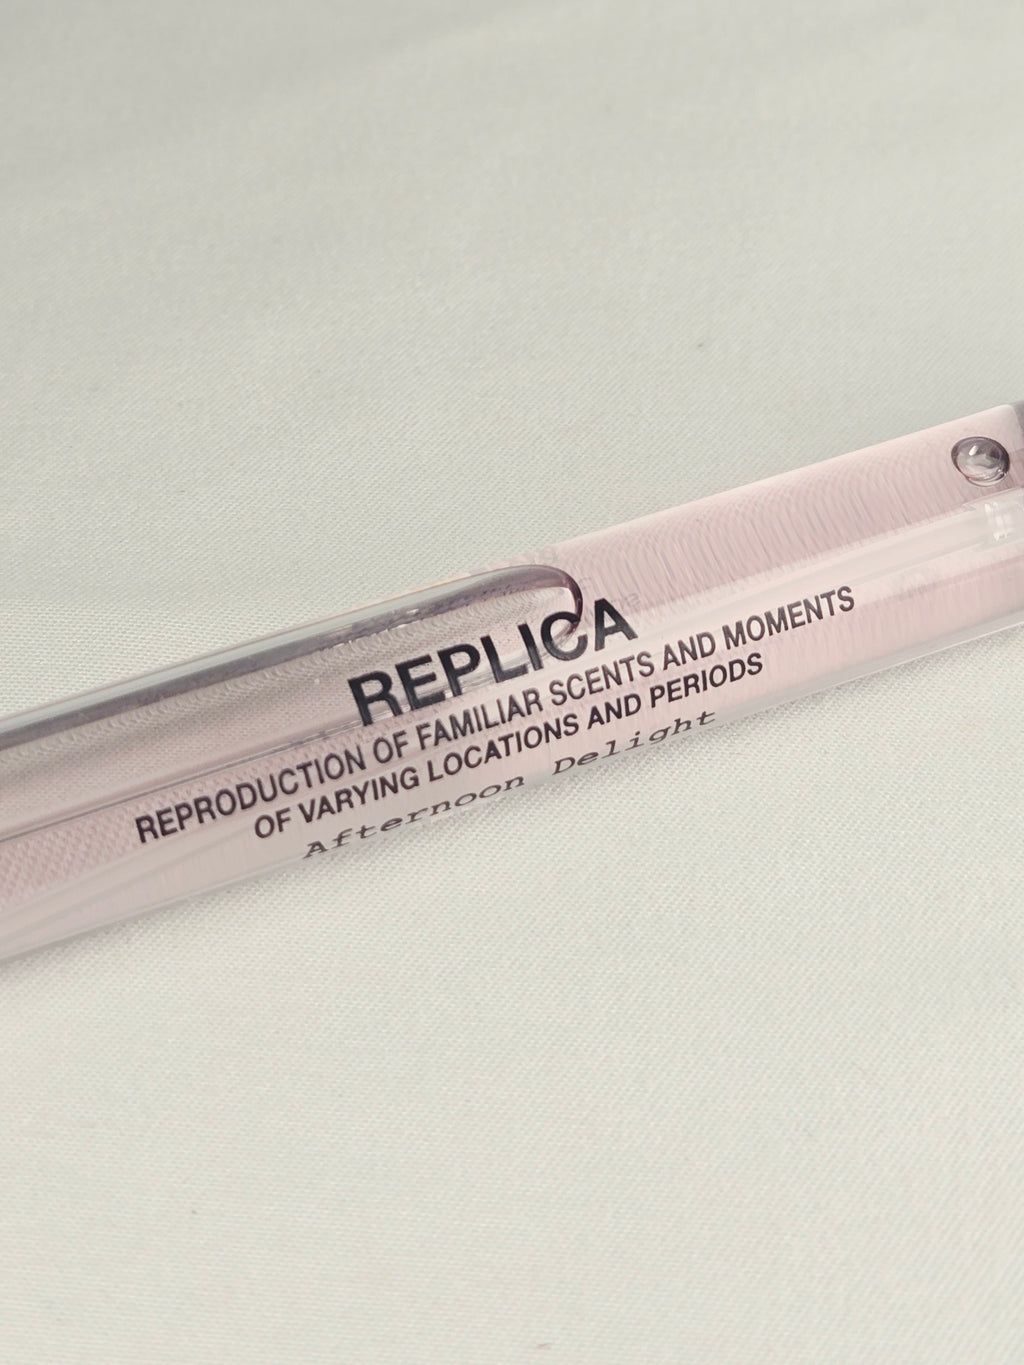 REPLICA
REPRODUCTION OF FAMILIAR SCENTS AND MOMENTS
OF VARYING LOCATIONS AND PERIODS
Afternoon Delight